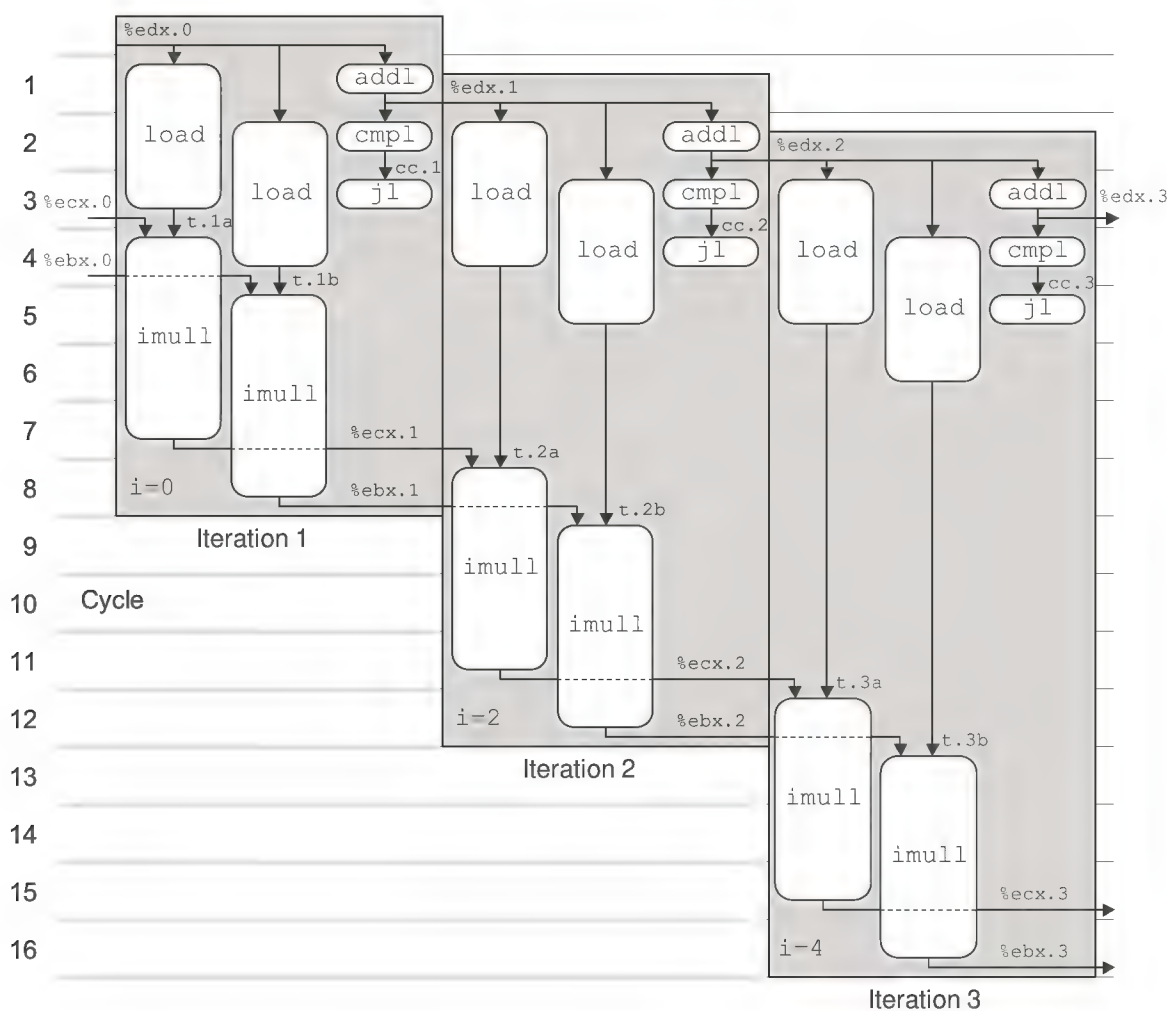 %edx.0
1
addl
%edx.1
load
cmpl
load
addl
2
load
cc.1
cmpl
%edx.2
load
addl
3
%ecx.0
jl
load
cc.2
load
%edx.3
t.1a
jl
cmpl
4
%ebx.0
t.1b
cc.3
5
imull
jl
6
imull
7
%ecx.1
t.2a
8
i=0
%ebx.1
t.2b
Iteration 1
9
imull
10
Cycle
imull
11
%ecx.2
t.3a
12
i=2
%ebx.2
t.3b
Iteration 2
13
imull
14
imull
15
%ecx.3
16
i=4
%ebx.3
Iteration 3